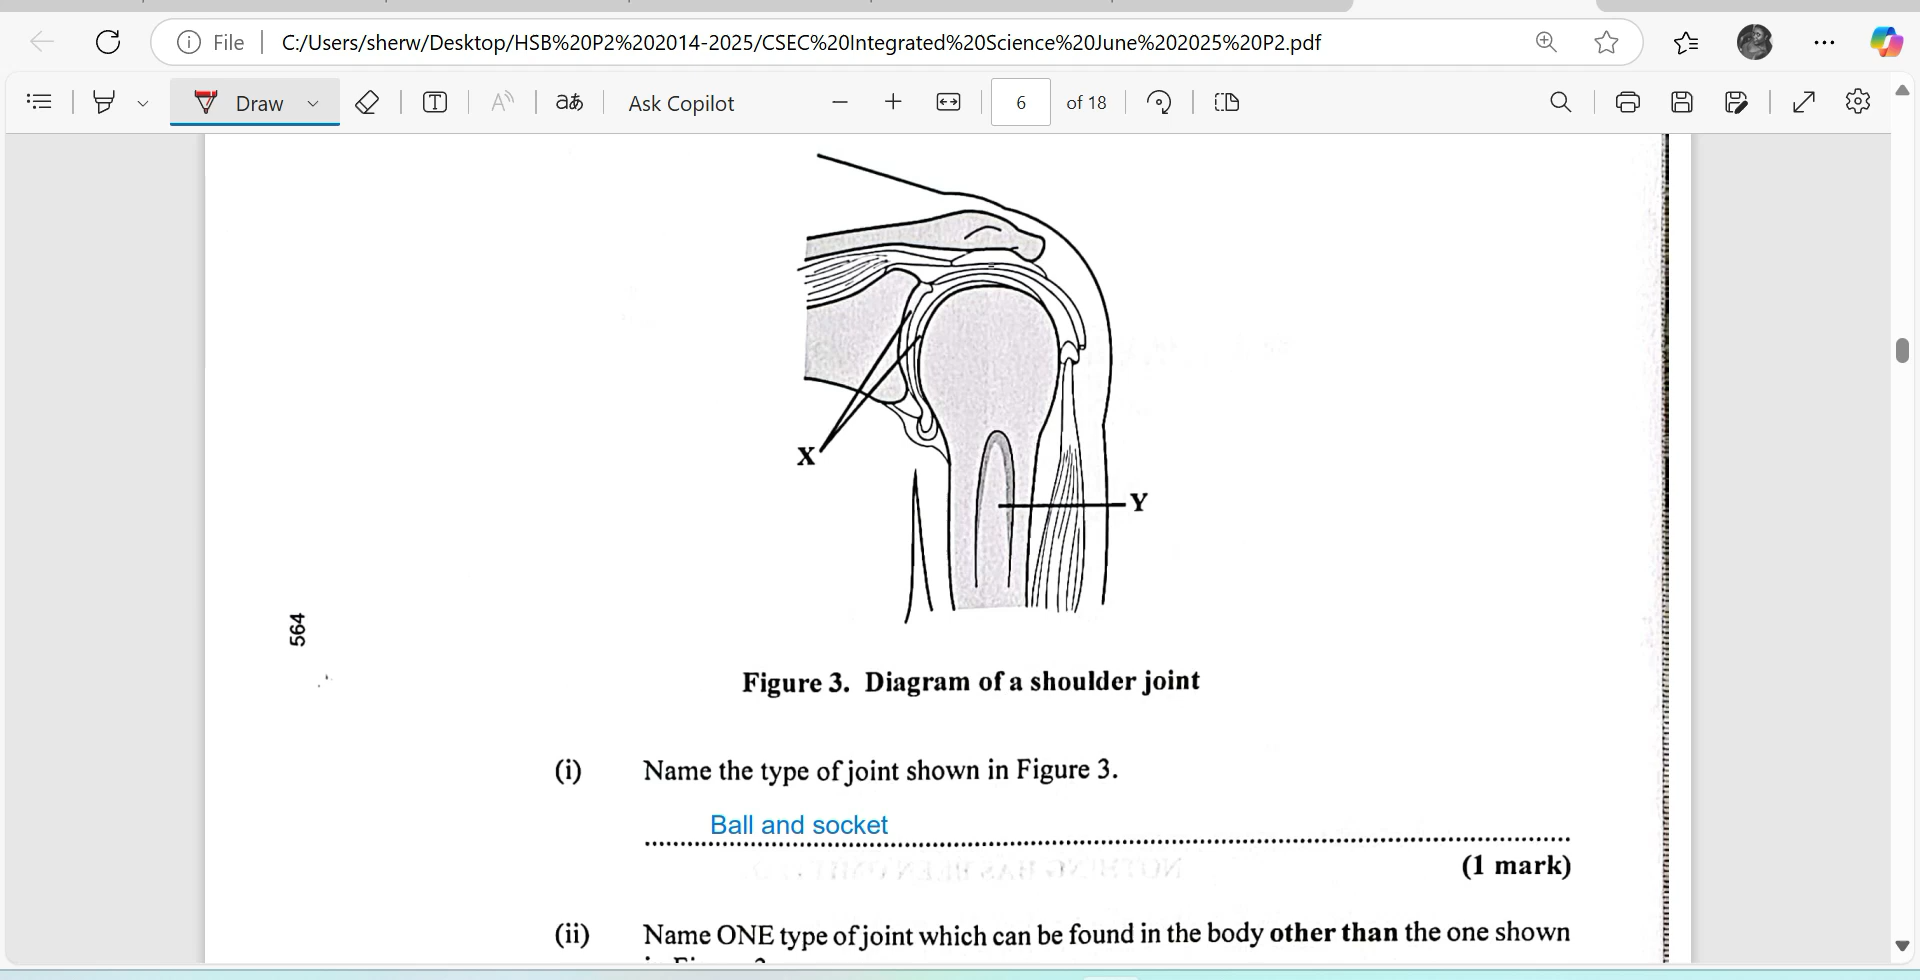 File
C:/Users/sherw/Desktop/HSB%20P2%202014-2025/CSEC%20Integrated%20Science%20June%202025%20P2.pdf
Draw
Ask Copilot
6 of 18
X
Y
564
Figure 3. Diagram of a shoulder joint
(i) Name the type of joint shown in Figure 3.
Ball and socket
(1 mark)
(ii) Name ONE type of joint which can be found in the body other than the one shown